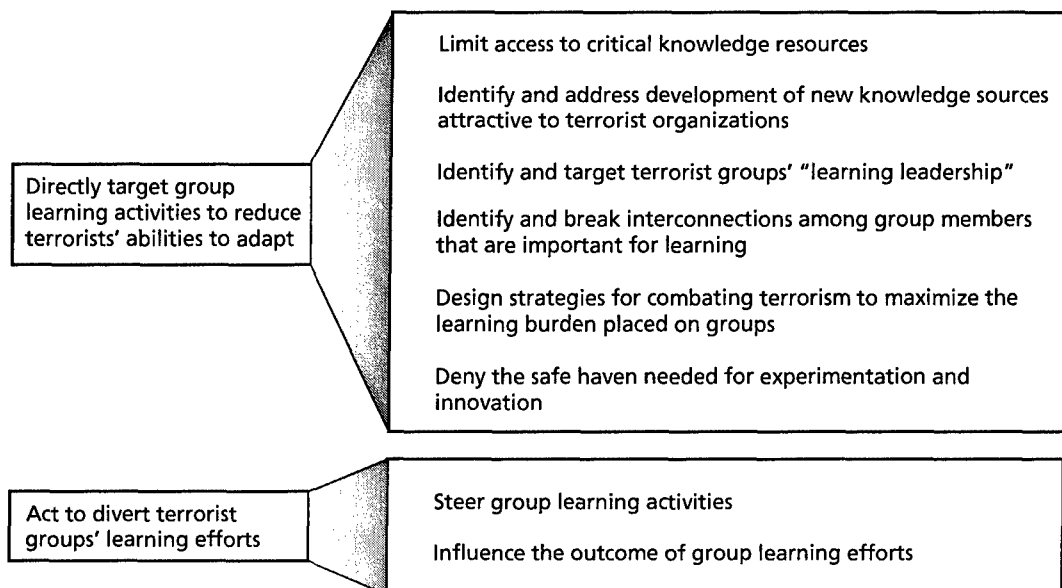 Directly target group
learning activities to reduce
terrorists' abilities to adapt
Limit access to critical knowledge resources
Identify and address development of new knowledge sources
attractive to terrorist organizations
Identify and target terrorist groups' "learning leadership"
Identify and break interconnections among group members
that are important for learning
Design strategies for combating terrorism to maximize the
learning burden placed on groups
Deny the safe haven needed for experimentation and
innovation
Act to divert terrorist
groups' learning efforts
Steer group learning activities
Influence the outcome of group learning efforts